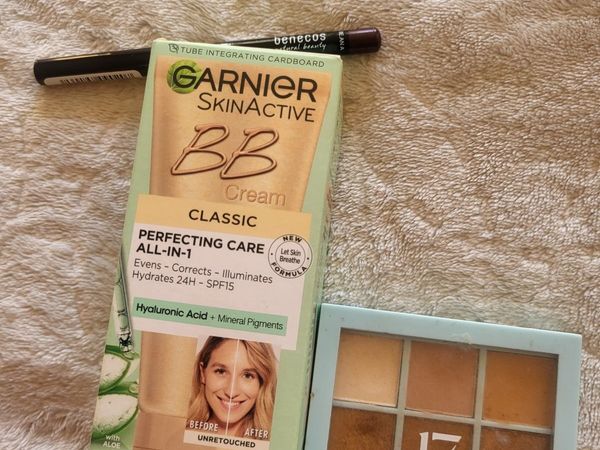 benecos
natural beauty
TUBE INTEGRATING CARDBOARD
GARNIER
SKINACTIVE
BB
Cream
CLASSIC
PERFECTING CARE
ALL-IN-1
Evens - Corrects - Illuminates
Hydrates 24H - SPF15
NEW
Let Skin
Breathe
FORMULA
Hyaluronic Acid + Mineral Pigments
BEFORE AFTER
UNRETOUCHED
with
ALOE
17